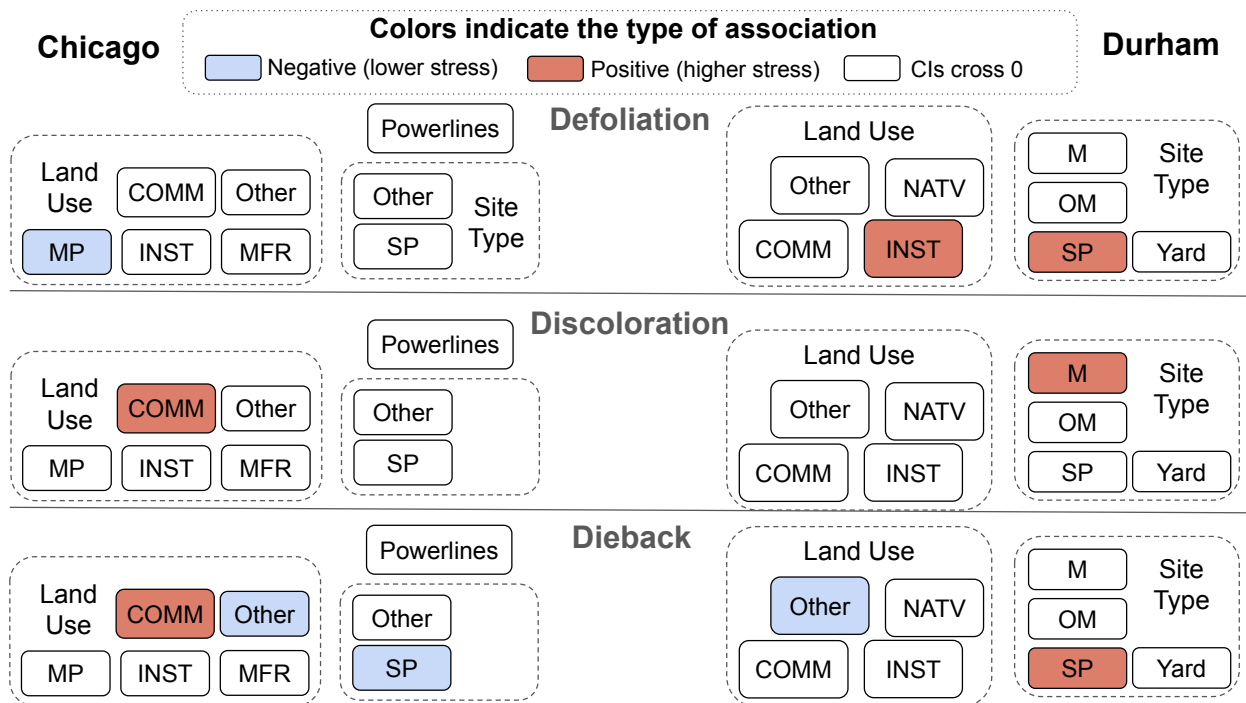 Chicago
Colors indicate the type of association
Negative (lower stress) Positive (higher stress) CIs cross 0
Durham
Defoliation
Land
Use
COMM Other
MP INST MFR
Powerlines
Other
SP
Site
Type
Land Use
Other NATV
COMM INST
M
OM
SP Yard
Site
Type
Discoloration
Land
Use
COMM Other
MP INST MFR
Powerlines
Other
SP
Land Use
Other NATV
COMM INST
M
OM
SP Yard
Site
Type
Dieback
Land
Use
COMM Other
MP INST MFR
Powerlines
Other
SP
Land Use
Other NATV
COMM INST
M
OM
SP Yard
Site
Type